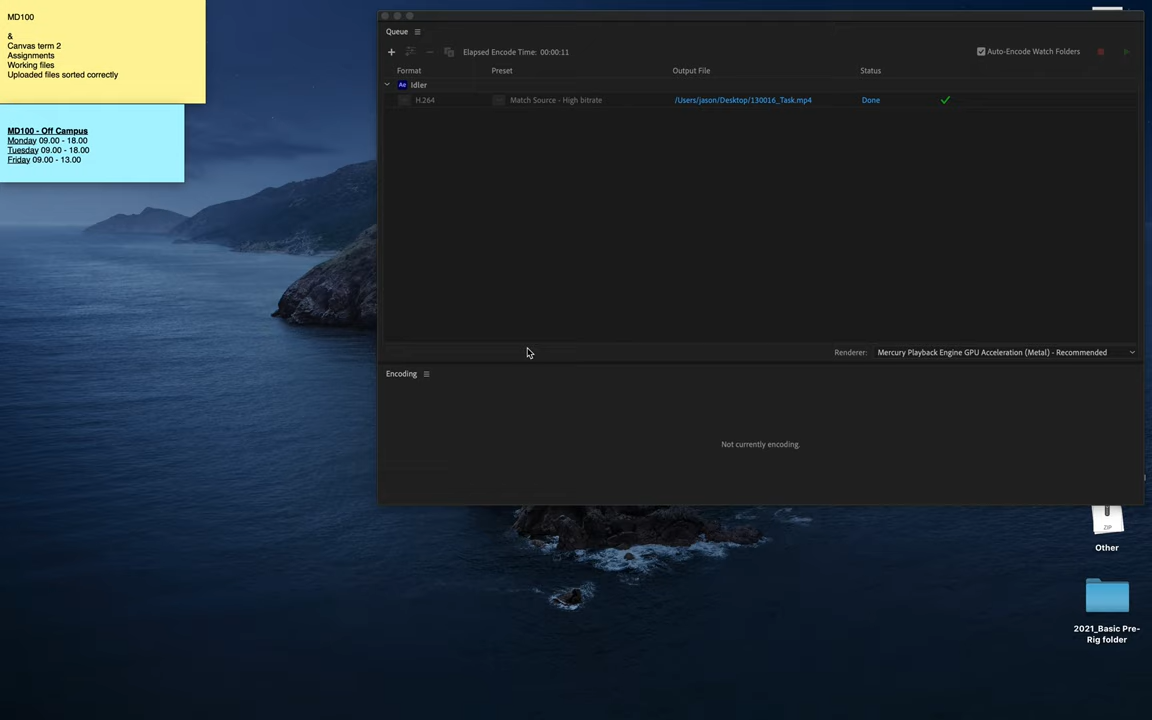 MD100
&
Canvas term 2
Assignments
Working files
Uploaded files sorted correctly
MD100 - Off Campus
Monday 09.00 - 18.00
Tuesday 09.00 - 18.00
Friday 09.00 - 13.00
Queue
Elapsed Encode Time: 00:00:11
Auto-Encode Watch Folders
Format Preset Output File Status
Ae Idler
H.264 Match Source - High bitrate /Users/jason/Desktop/130016_Task.mp4 Done
Renderer: Mercury Playback Engine GPU Acceleration (Metal) - Recommended
Encoding
Not currently encoding.
ZIP
Other
2021_Basic Pre-
Rig folder